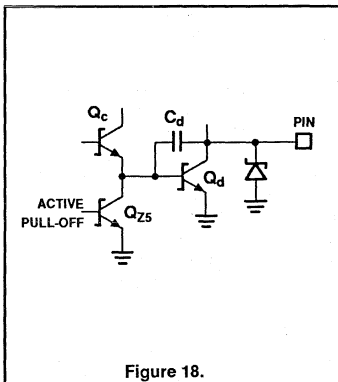 Qc
Cd
PIN
Qd
ACTIVE
PULL-OFF
QZ5
Figure 18.